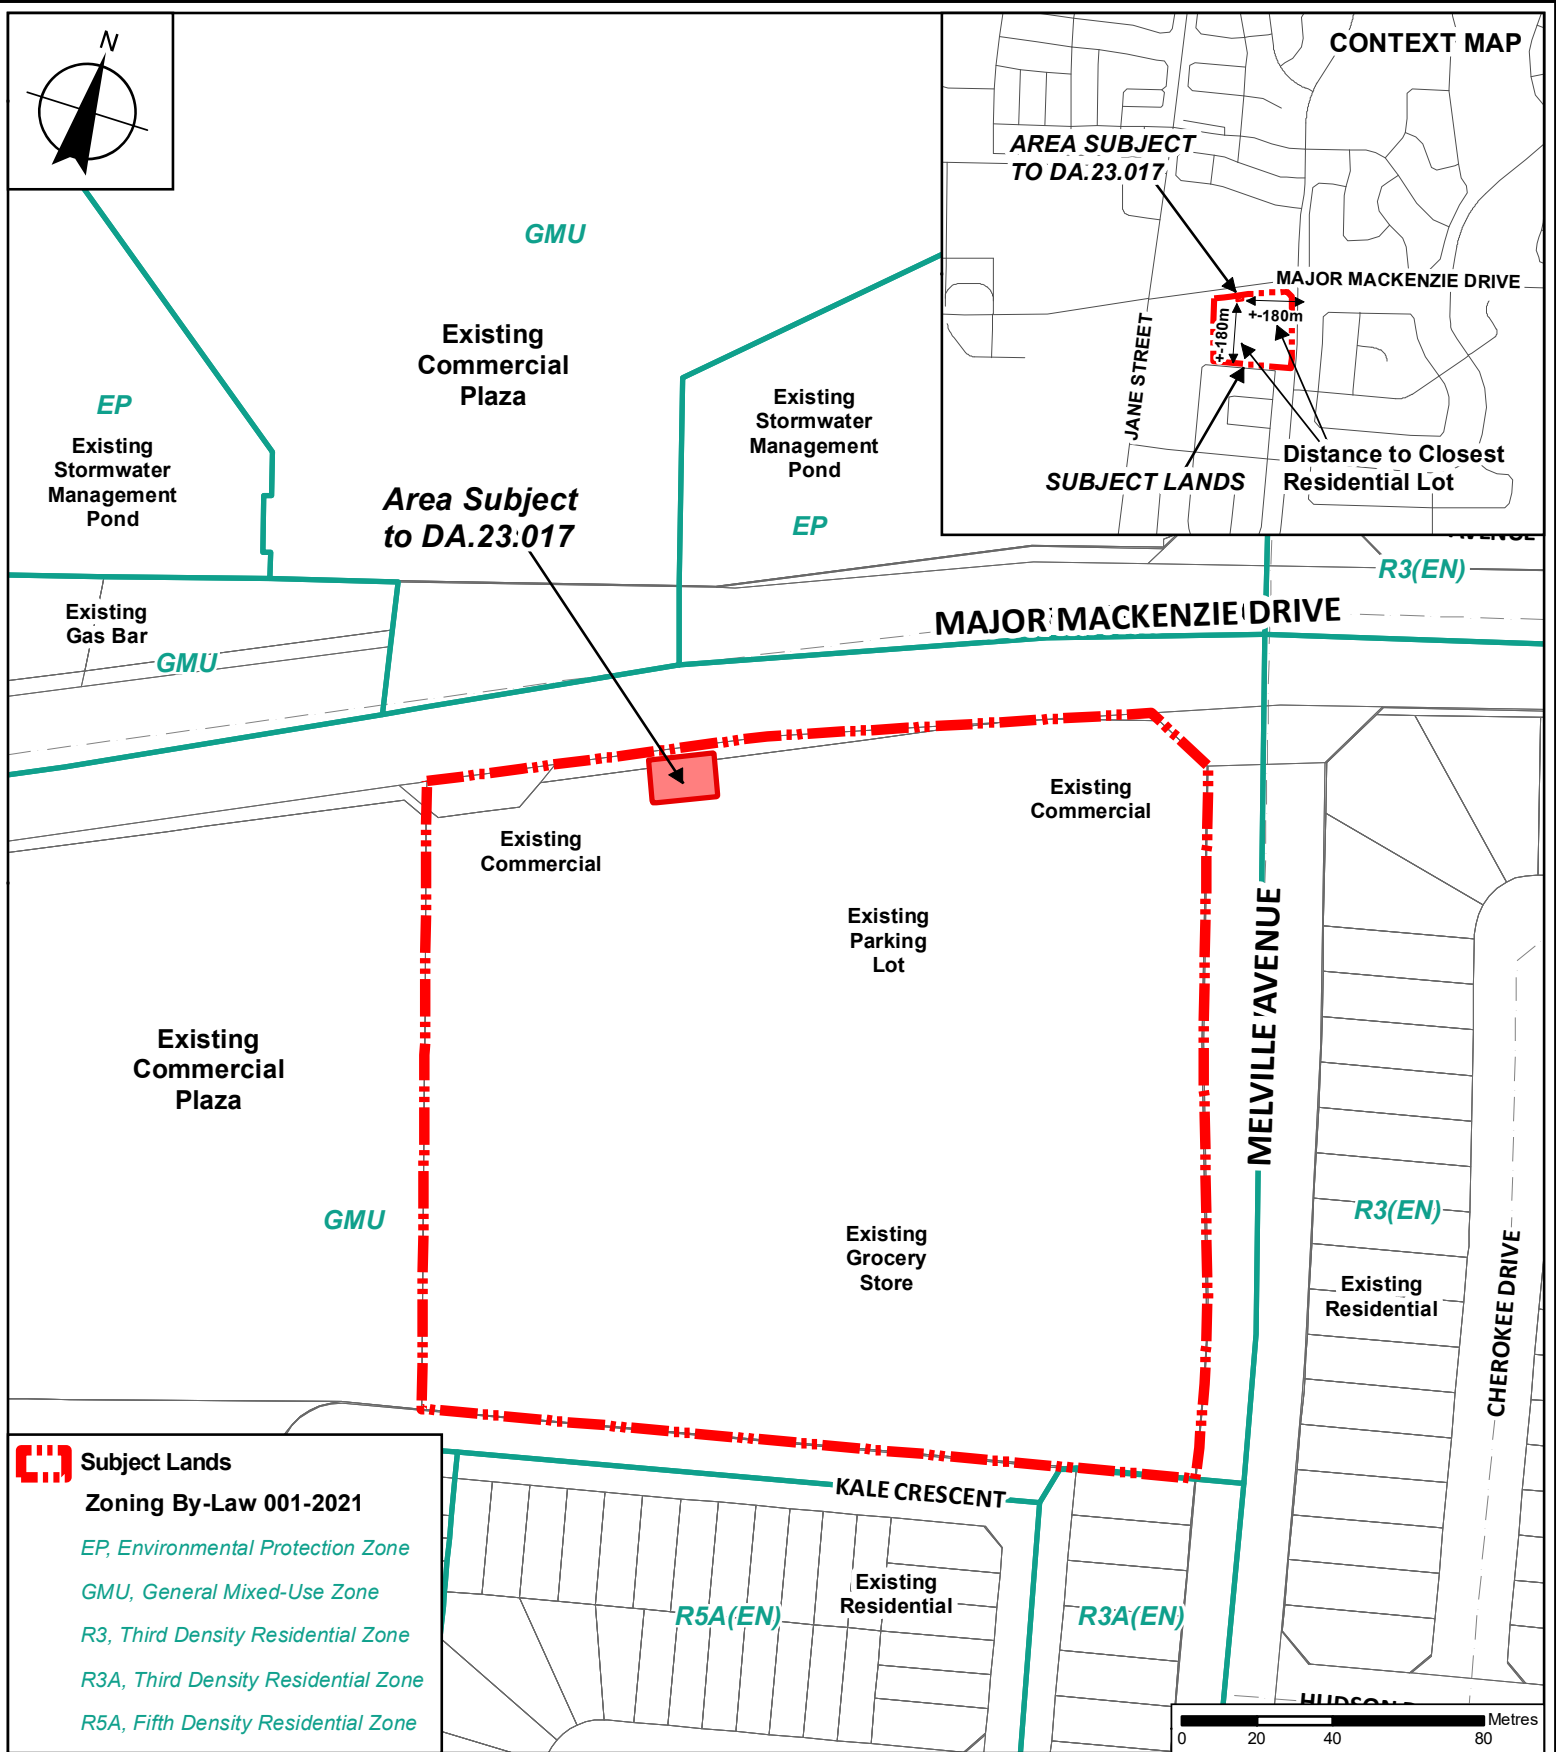 N
CONTEXT MAP
AREA SUBJECT
TO DA.23.017
MAJOR MACKENZIE DRIVE
+-180m
+-180m
JANE STREET
SUBJECT LANDS
Distance to Closest
Residential Lot
GMU
Existing
Commercial
Plaza
EP
Existing
Stormwater
Management
Pond
Existing
Stormwater
Management
Pond
EP
Area Subject
to DA.23.017
AVENUE
R3(EN)
Existing
Gas Bar
GMU
MAJOR MACKENZIE DRIVE
Existing
Commercial
Existing
Commercial
Existing
Parking
Lot
MELVILLE AVENUE
Existing
Commercial
Plaza
GMU
Existing
Grocery
Store
R3(EN)
Existing
Residential
CHEROKEE DRIVE
KALE CRESCENT
Existing
Residential
R5A(EN)
R3A(EN)
Subject Lands
Zoning By-Law 001-2021
EP, Environmental Protection Zone
GMU, General Mixed-Use Zone
R3, Third Density Residential Zone
R3A, Third Density Residential Zone
R5A, Fifth Density Residential Zone
HUDSON
Metres
0 20 40 80